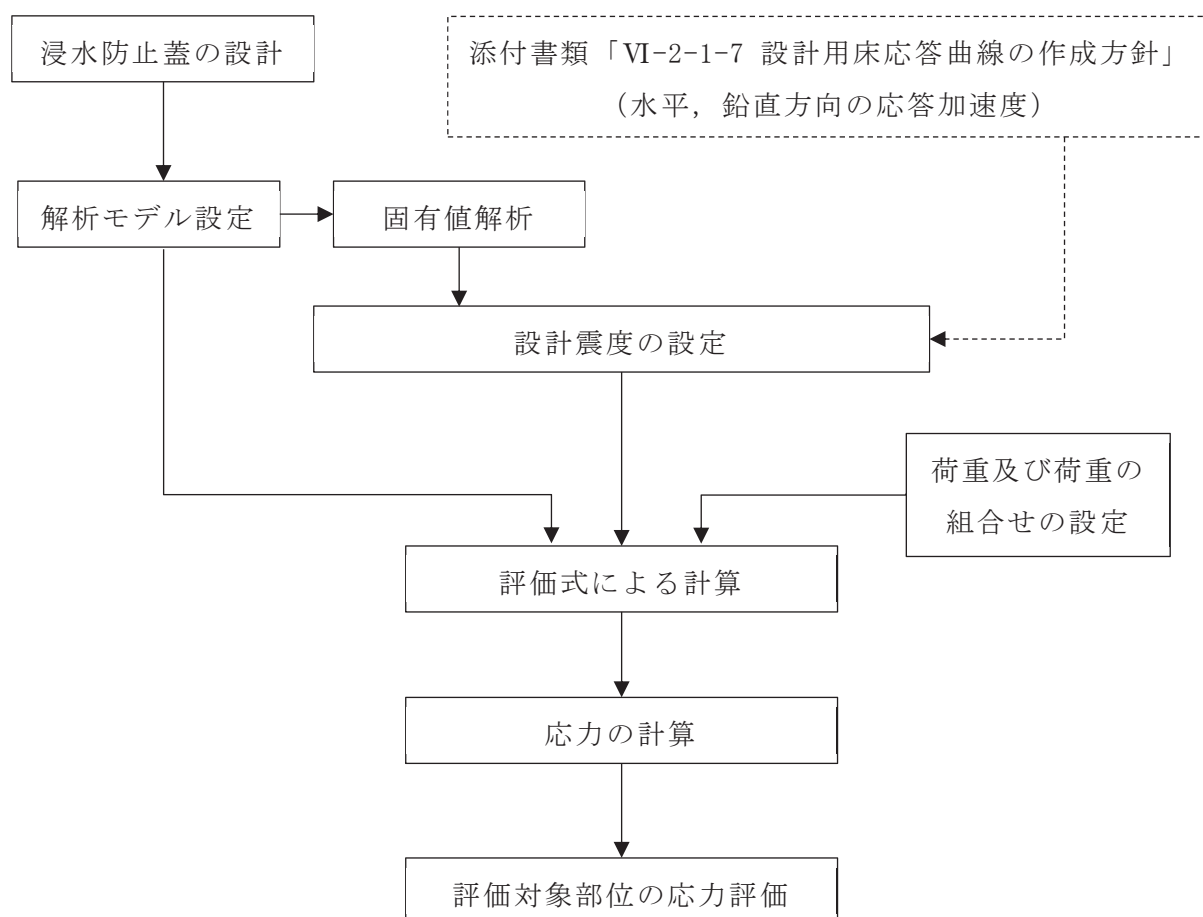 浸水防止蓋の設計
添付書類「Ⅵ-2-1-7 設計用床応答曲線の作成方針」
（水平，鉛直方向の応答加速度）
解析モデル設定
固有値解析
設計震度の設定
荷重及び荷重の
組合せの設定
評価式による計算
応力の計算
評価対象部位の応力評価